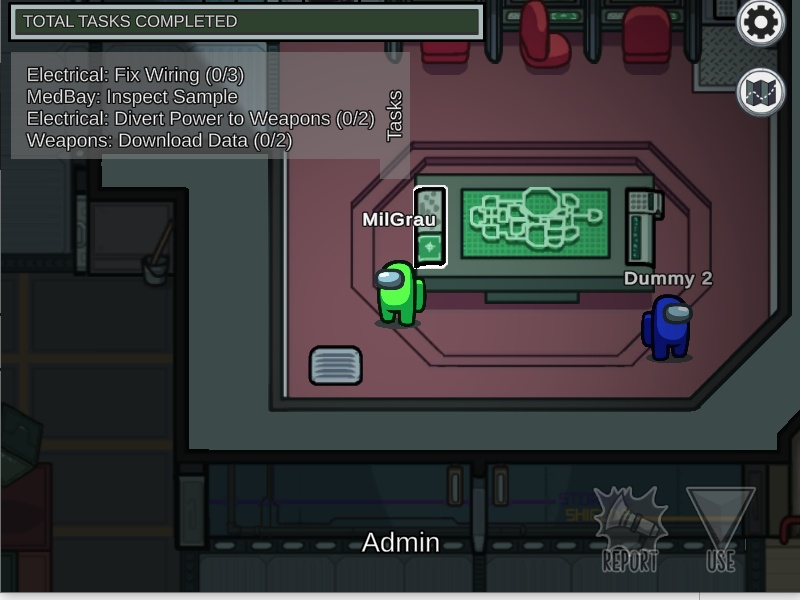 TOTAL TASKS COMPLETED
Electrical: Fix Wiring (0/3)
MedBay: Inspect Sample
Electrical: Divert Power to Weapons (0/2)
Weapons: Download Data (0/2)
Tasks
MilGrau
Dummy 2
Admin
REPORT
USE